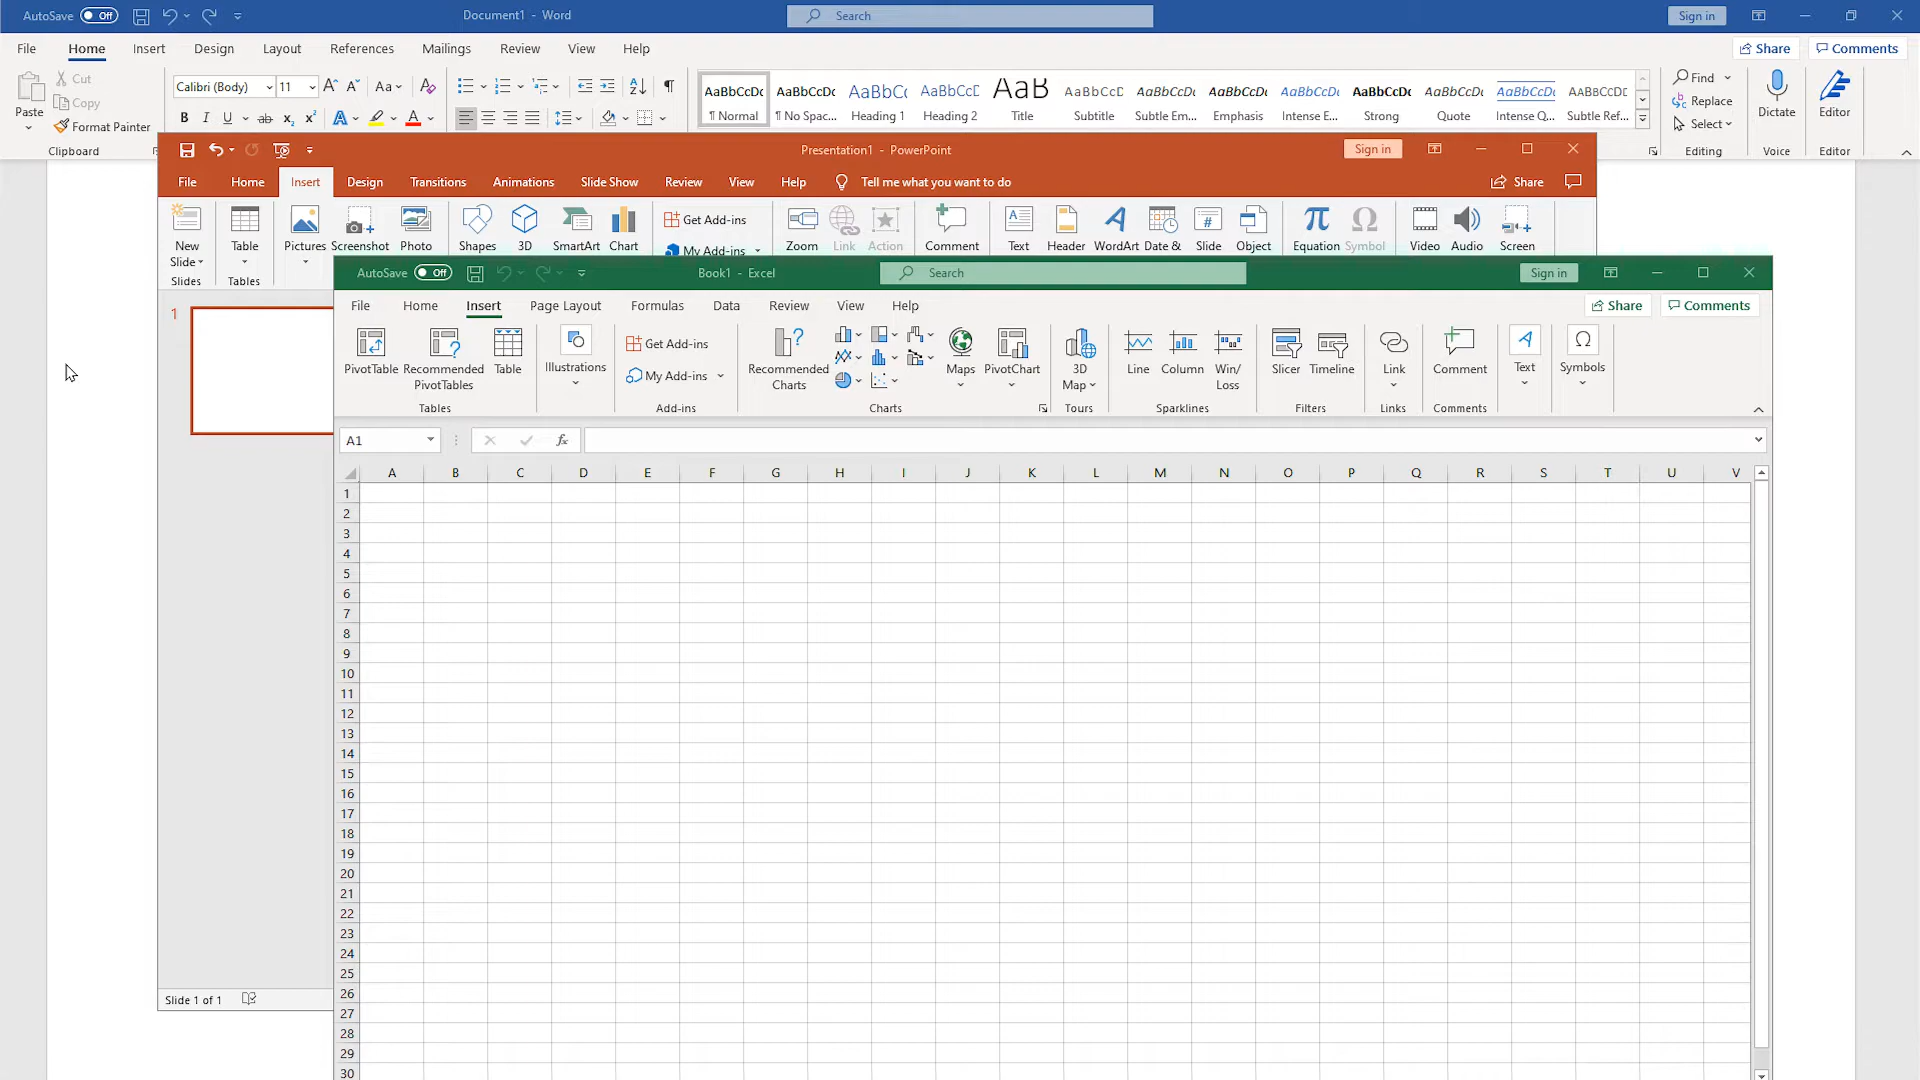 AutoSave Off Document1 - Word Search Sign in
File Home Insert Design Layout References Mailings Review View Help Share Comments
Paste Cut Copy Format Painter
Calibri (Body) 11 Aa
B I U ab x₂ x² A A
AaBbCcDc AaBbCcDc AaBbCc AaBbCcD AaB AaBbCcD AaBbCcDc AaBbCcDc AaBbCcDc AaBbCcDc AaBbCcDc AaBbCcDc AABBCCDC
¶ Normal ¶ No Spac... Heading 1 Heading 2 Title Subtitle Subtle Em... Emphasis Intense E... Strong Quote Intense Q... Subtle Ref...
Find Replace Select Dictate Editor
Clipboard Editing Voice Editor
Presentation1 - PowerPoint Sign in
File Home Insert Design Transitions Animations Slide Show Review View Help Tell me what you want to do Share
New Slide Table Pictures Screenshot Photo Shapes 3D SmartArt Chart Get Add-ins My Add-ins Zoom Link Action Comment Text Header WordArt Date & Slide Object Equation Symbol Video Audio Screen
Slides Tables
1
Slide 1 of 1
AutoSave Off Book1 - Excel Search Sign in
File Home Insert Page Layout Formulas Data Review View Help Share Comments
PivotTable Recommended PivotTables Table Illustrations Get Add-ins My Add-ins Recommended Charts Maps PivotChart 3D Map Line Column Win/ Loss Slicer Timeline Link Comment Text Symbols
Tables Add-ins Charts Tours Sparklines Filters Links Comments
A1 fx
A B C D E F G H I J K L M N O P Q R S T U V
1
2
3
4
5
6
7
8
9
10
11
12
13
14
15
16
17
18
19
20
21
22
23
24
25
26
27
28
29
30